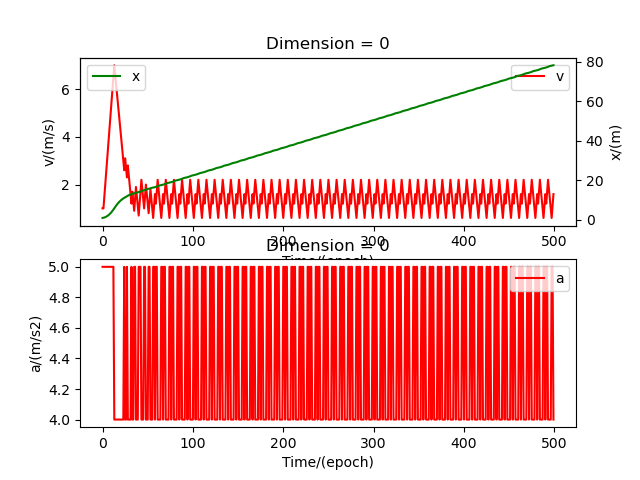 Dimension = 0
x
v
v/(m/s)
x/(m)
6
4
2
80
60
40
20
0
0
100
200
300
400
500
Time/(epoch)
Dimension = 0
a
a/(m/s2)
5.0
4.8
4.6
4.4
4.2
4.0
0
100
200
300
400
500
Time/(epoch)